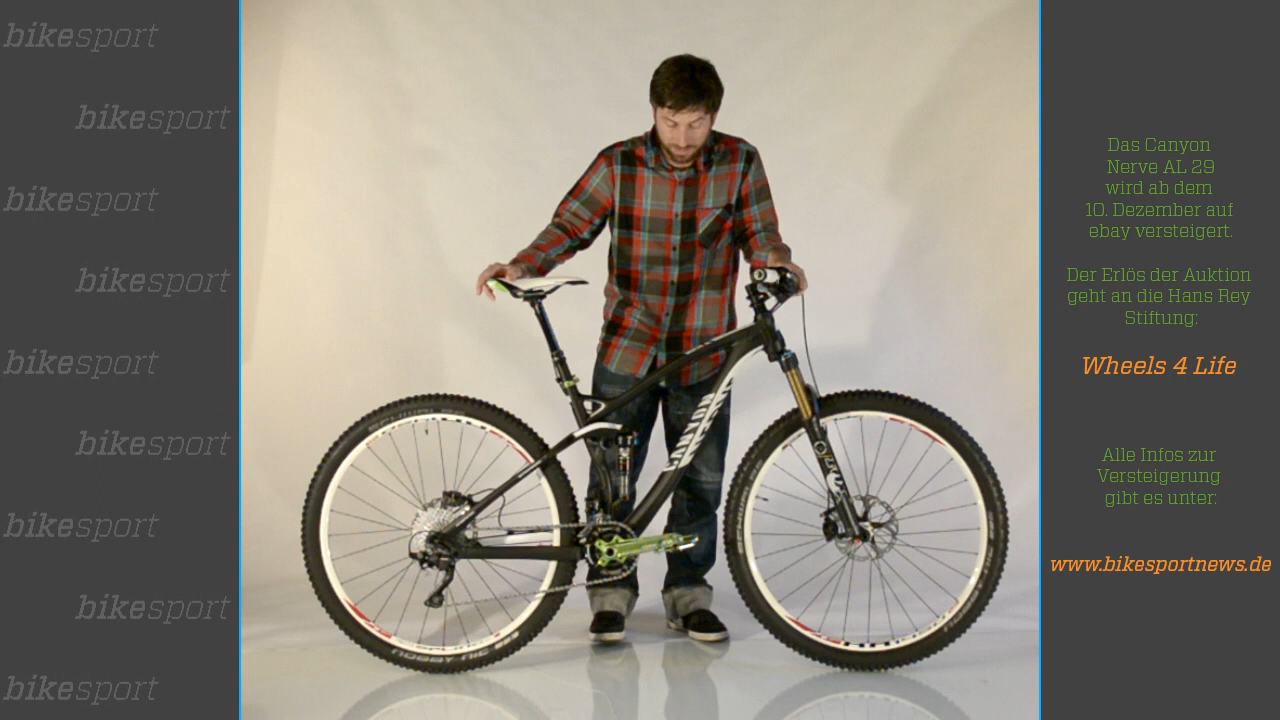 bikesport
bikesport
bikesport
bikesport
bikesport
bikesport
bikesport
bikesport
bikesport
CANYON
Das Canyon
Nerve AL 29
wird ab dem
10. Dezember auf
ebay versteigert.
Der Erlös der Auktion
geht an die Hans Rey
Stiftung:
Wheels 4 Life
Alle Infos zur
Versteigerung
gibt es unter:
www.bikesportnews.de